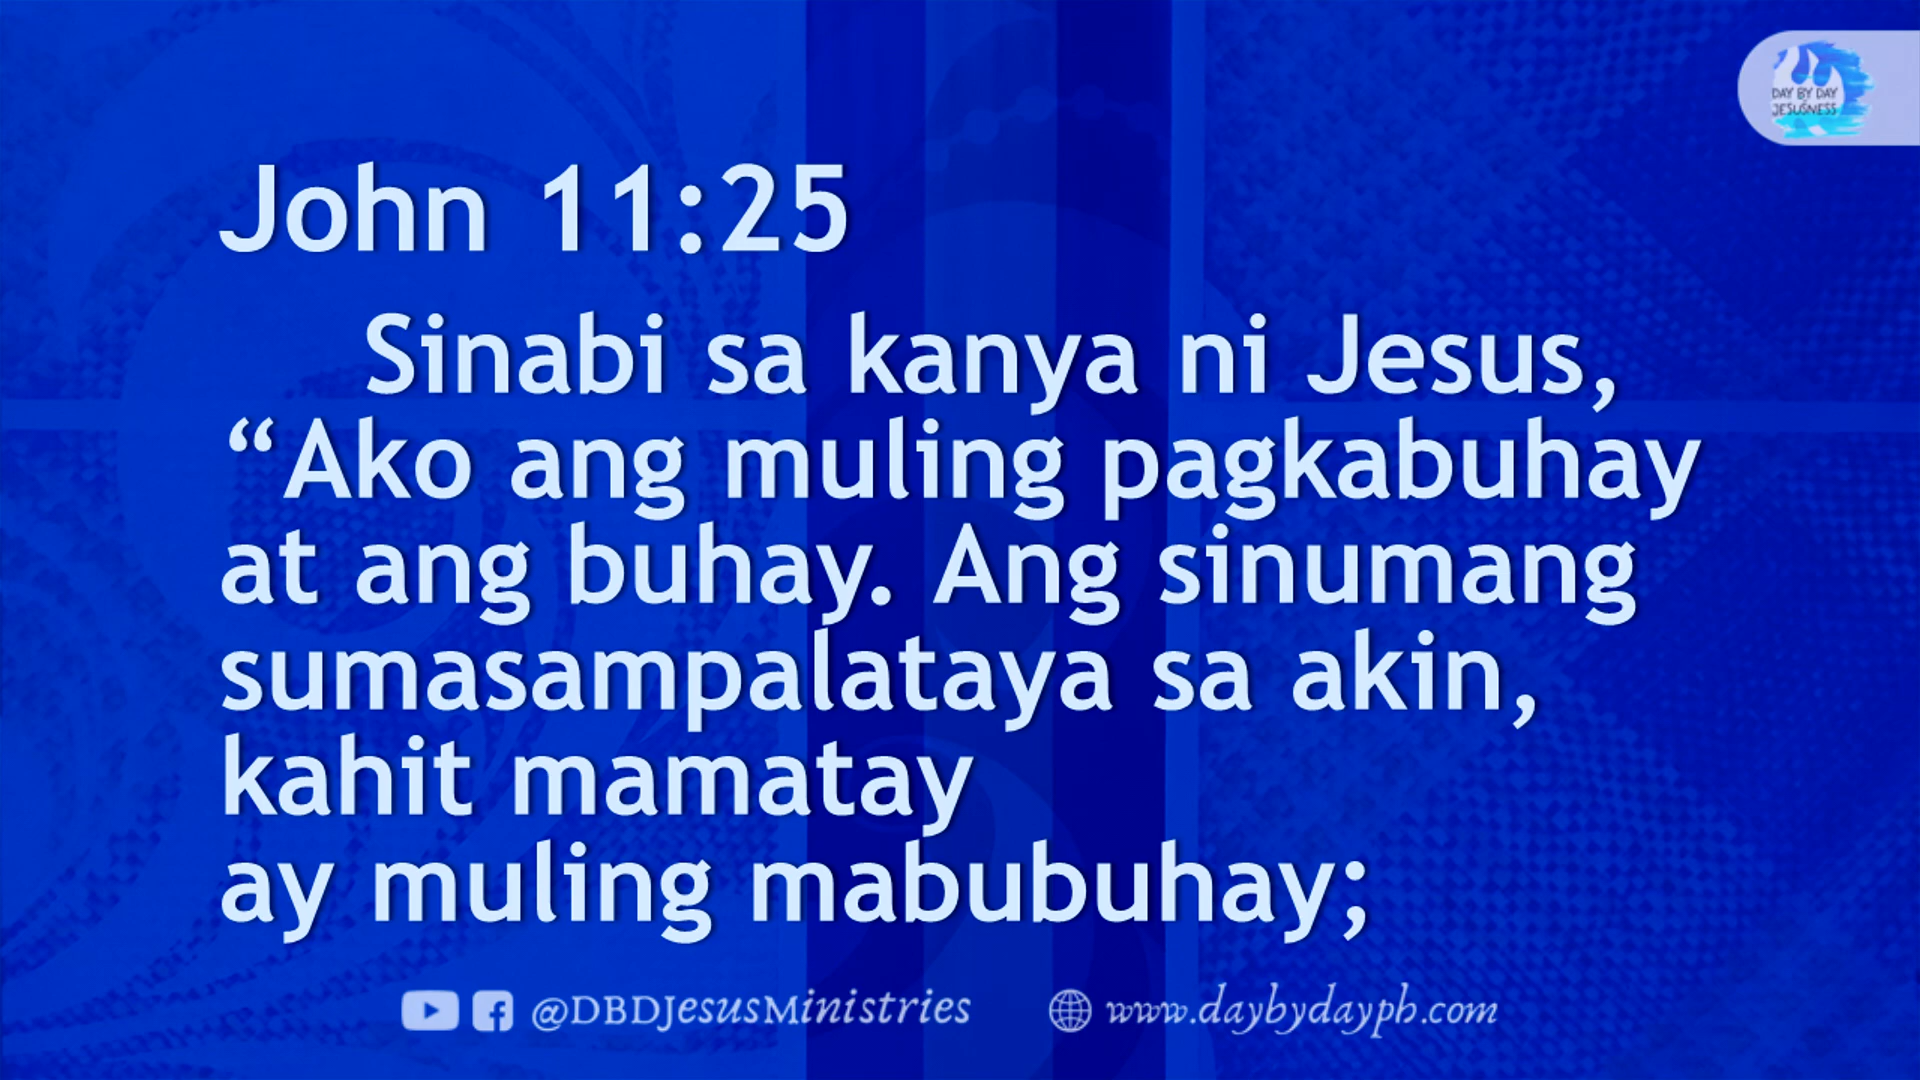 DAY BY DAY
JESUSNESS
John 11:25
Sinabi sa kanya ni Jesus,
“Ako ang muling pagkabuhay
at ang buhay. Ang sinumang
sumasampalataya sa akin,
kahit mamatay
ay muling mabubuhay;
@DBDJesusMinistries
www.daybydayph.com